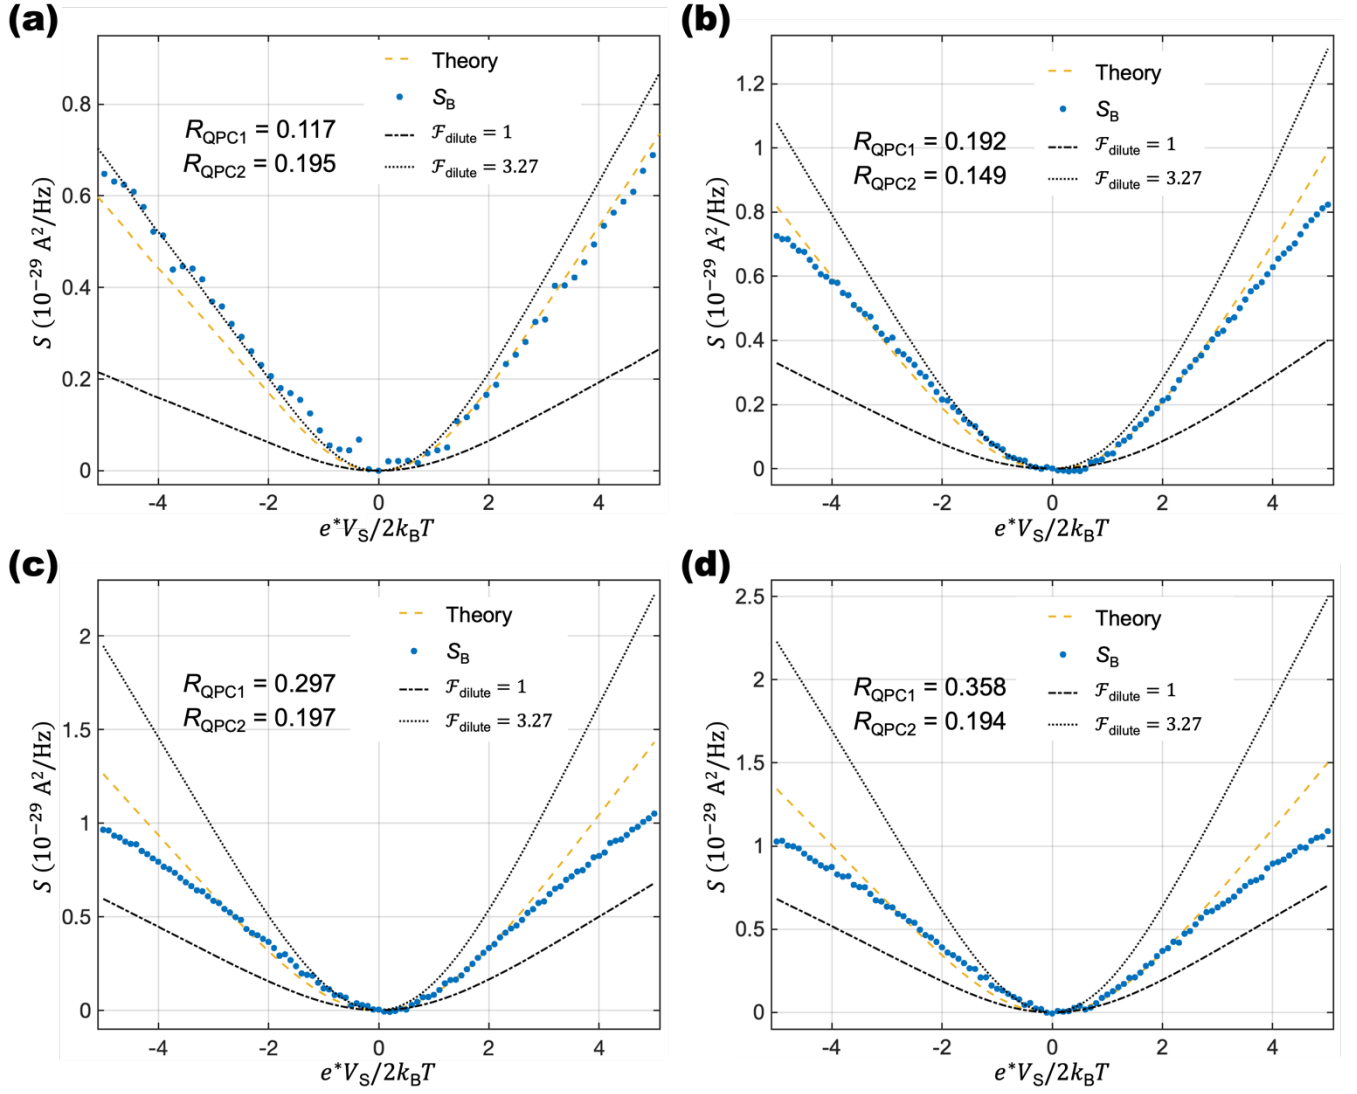 (a)
Theory
S_B
ℱ_dilute = 1
ℱ_dilute = 3.27
R_QPC1 = 0.117
R_QPC2 = 0.195
S (10⁻²⁹ A²/Hz)
0.8
0.6
0.4
0.2
0
-4 -2 0 2 4
e*V_S/2k_BT
(b)
Theory
S_B
ℱ_dilute = 1
ℱ_dilute = 3.27
R_QPC1 = 0.192
R_QPC2 = 0.149
S (10⁻²⁹ A²/Hz)
1.2
1
0.8
0.6
0.4
0.2
0
-4 -2 0 2 4
e*V_S/2k_BT
(c)
Theory
S_B
ℱ_dilute = 1
ℱ_dilute = 3.27
R_QPC1 = 0.297
R_QPC2 = 0.197
S (10⁻²⁹ A²/Hz)
2
1.5
1
0.5
0
-4 -2 0 2 4
e*V_S/2k_BT
(d)
Theory
S_B
ℱ_dilute = 1
ℱ_dilute = 3.27
R_QPC1 = 0.358
R_QPC2 = 0.194
S (10⁻²⁹ A²/Hz)
2.5
2
1.5
1
0.5
0
-4 -2 0 2 4
e*V_S/2k_BT